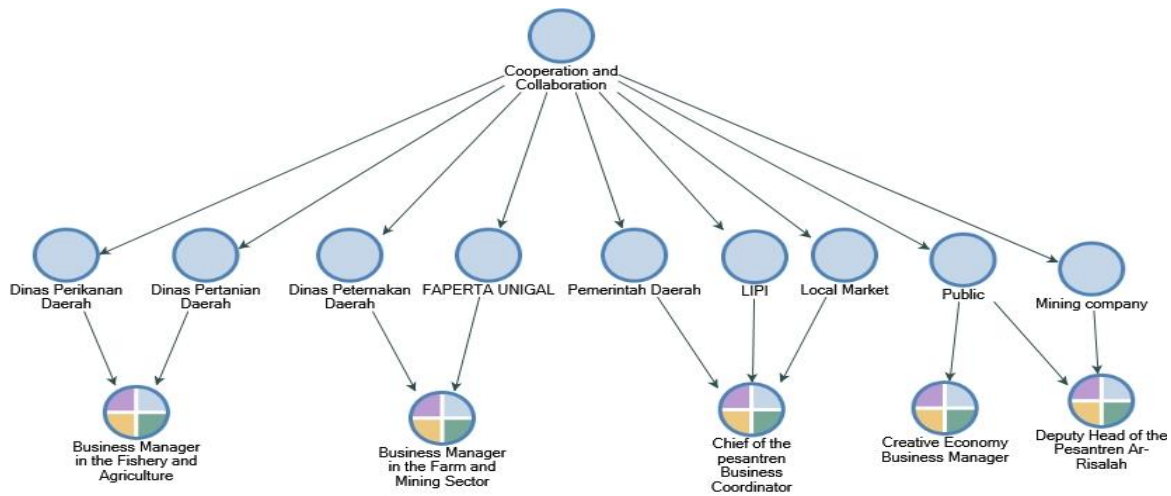 Cooperation and
Collaboration
Dinas Perikanan
Daerah
Dinas Pertanian
Daerah
Dinas Peternakan
Daerah
FAPERTA UNIGAL
Pemerintah Daerah
LIPI
Local Market
Public
Mining company
Business Manager
in the Fishery and
Agriculture
Business Manager
in the Farm and
Mining Sector
Chief of the
pesantren
Business
Coordinator
Creative Economy
Business Manager
Deputy Head of the
Pesantren Ar-
Risalah